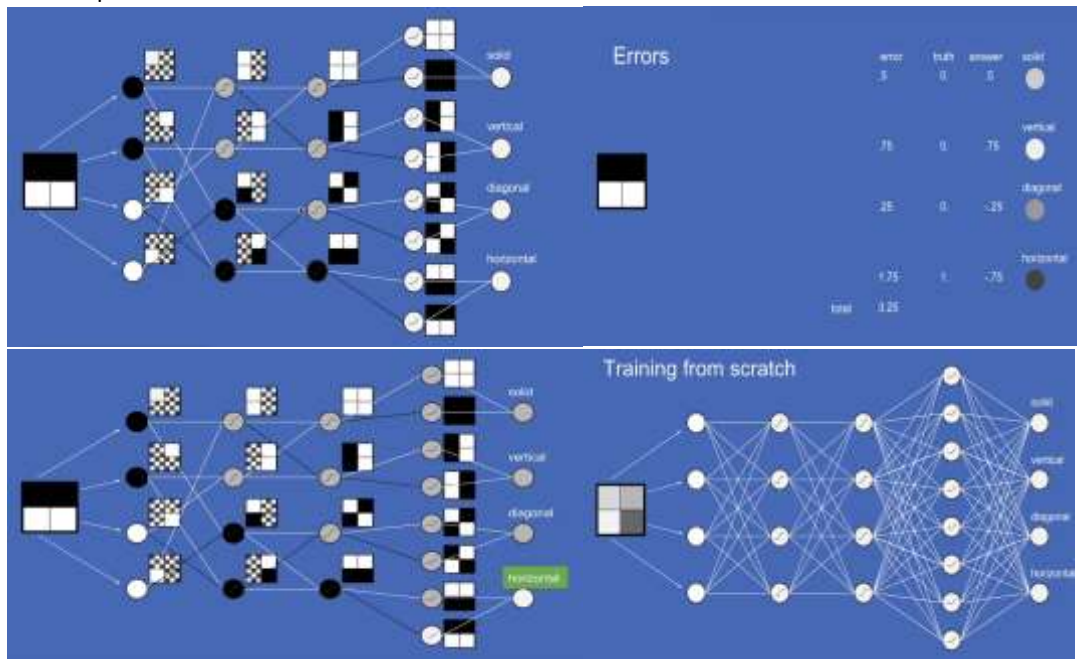 solid
vertical
diagonal
horizontal
Errors
error truth answer solid
.5 0. .5
vertical
.75 0. .75
diagonal
.25 0. -.25
horizontal
1.75 1. -.75
total 3.25
solid
vertical
diagonal
horizontal
Training from scratch
solid
vertical
diagonal
horizontal